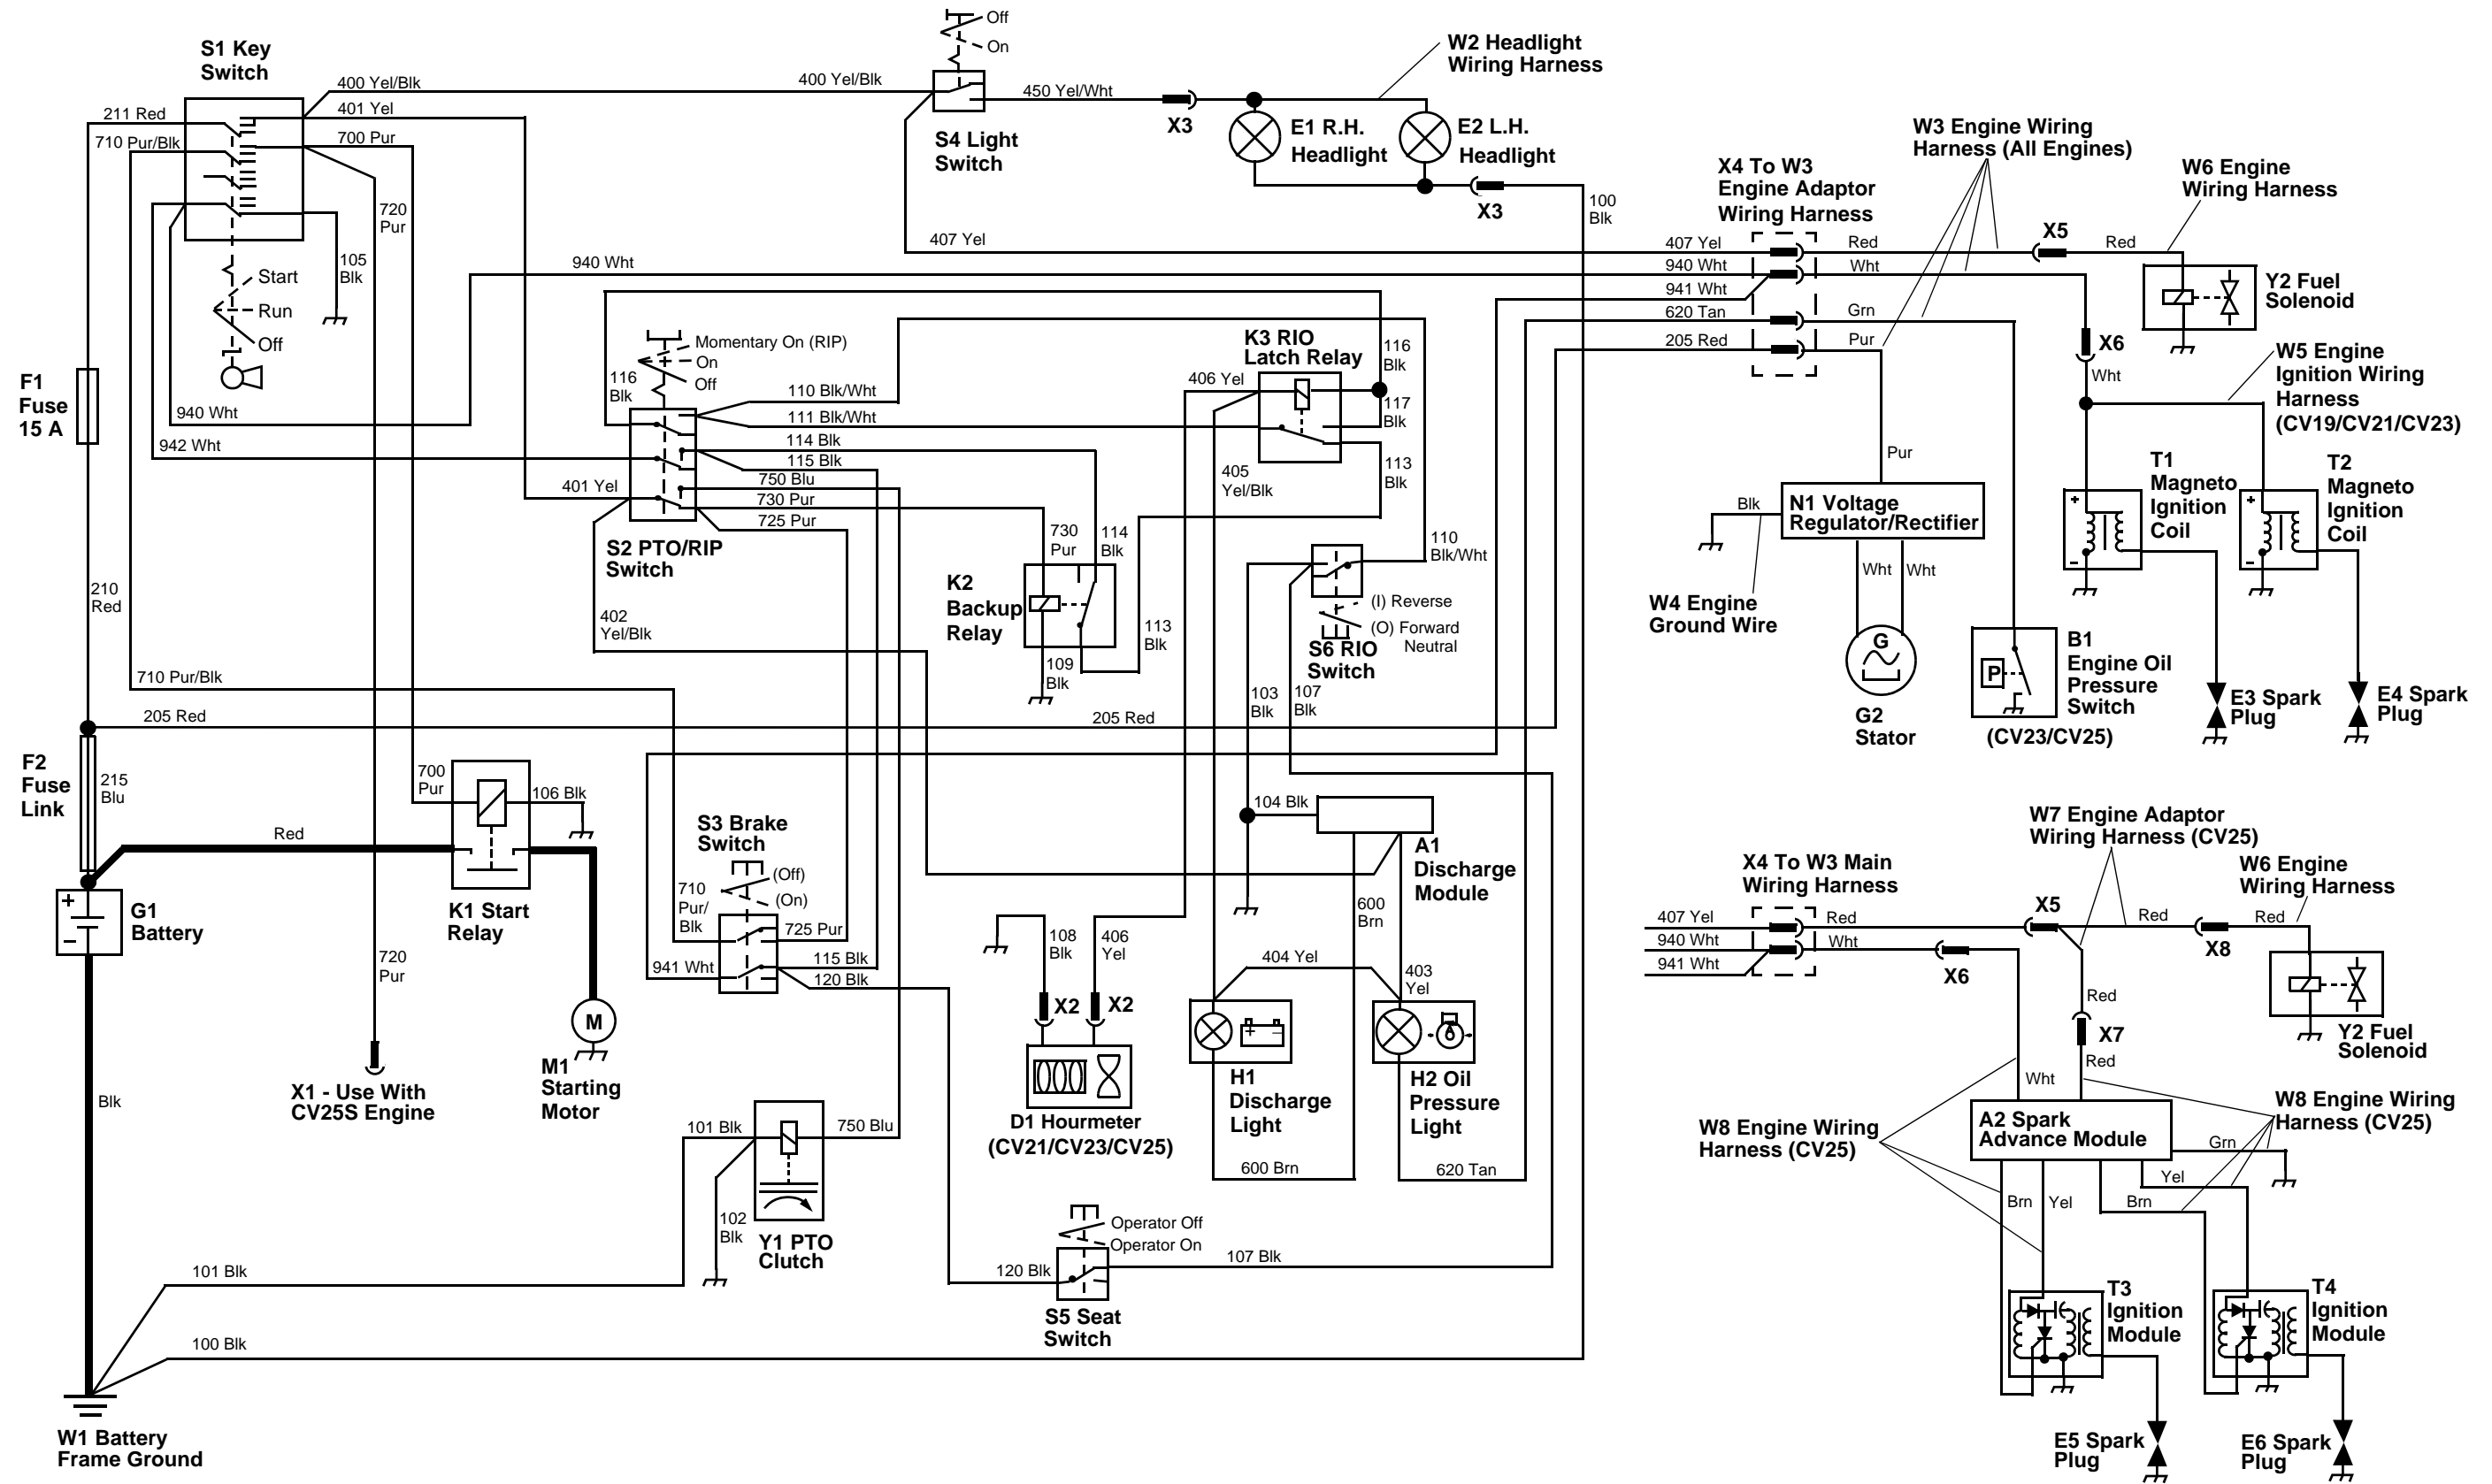 S1 Key
Switch
211 Red
710 Pur/Blk
400 Yel/Blk
401 Yel
700 Pur
720
Pur
105
Blk
Start
Run
Off
940 Wht
942 Wht
F1
Fuse
15 A
210
Red
710 Pur/Blk
205 Red
F2
Fuse
Link
215
Blu
Red
+
−
G1
Battery
Blk
700
Pur
106 Blk
K1 Start
Relay
720
Pur
M
M1
Starting
Motor
X1 - Use With
CV25S Engine
101 Blk
100 Blk
W1 Battery
Frame Ground
Off
On
400 Yel/Blk
450 Yel/Wht
S4 Light
Switch
407 Yel
940 Wht
X3
W2 Headlight
Wiring Harness
E1 R.H.
Headlight
E2 L.H.
Headlight
X3
100
Blk
Momentary On (RIP)
On
Off
116
Blk
110 Blk/Wht
111 Blk/Wht
114 Blk
115 Blk
750 Blu
730 Pur
725 Pur
401 Yel
S2 PTO/RIP
Switch
402
Yel/Blk
K3 RIO
Latch Relay
406 Yel
116
Blk
117
Blk
113
Blk
405
Yel/Blk
730
Pur
114
Blk
K2
Backup
Relay
109
Blk
113
Blk
110
Blk/Wht
(I) Reverse
(O) Forward
Neutral
S6 RIO
Switch
103
Blk
107
Blk
205 Red
104 Blk
A1
Discharge
Module
600
Brn
S3 Brake
Switch
(Off)
(On)
710
Pur/
Blk
725 Pur
941 Wht
115 Blk
120 Blk
108
Blk
406
Yel
X2
X2
D1 Hourmeter
(CV21/CV23/CV25)
404 Yel
403
Yel
+
−
H1
Discharge
Light
H2 Oil
Pressure
Light
600 Brn
620 Tan
101 Blk
750 Blu
102
Blk
Y1 PTO
Clutch
Operator Off
Operator On
120 Blk
107 Blk
S5 Seat
Switch
W3 Engine Wiring
Harness (All Engines)
X4 To W3
Engine Adaptor
Wiring Harness
407 Yel
940 Wht
941 Wht
620 Tan
205 Red
Red
Wht
Grn
Pur
X5
Red
W6 Engine
Wiring Harness
Y2 Fuel
Solenoid
X6
Wht
W5 Engine
Ignition Wiring
Harness
(CV19/CV21/CV23)
Pur
N1 Voltage
Regulator/Rectifier
Blk
W4 Engine
Ground Wire
Wht
Wht
G
G2
Stator
P
B1
Engine Oil
Pressure
Switch
(CV23/CV25)
+
−
T1
Magneto
Ignition
Coil
+
−
T2
Magneto
Ignition
Coil
E3 Spark
Plug
E4 Spark
Plug
W7 Engine Adaptor
Wiring Harness (CV25)
X4 To W3 Main
Wiring Harness
407 Yel
940 Wht
941 Wht
Red
Wht
X5
X6
Red
X8
Red
W6 Engine
Wiring Harness
Y2 Fuel
Solenoid
Red
X7
Red
Wht
W8 Engine Wiring
Harness (CV25)
W8 Engine Wiring
Harness (CV25)
A2 Spark
Advance Module
Grn
Yel
Brn
Yel
Brn
T3
Ignition
Module
T4
Ignition
Module
E5 Spark
Plug
E6 Spark
Plug